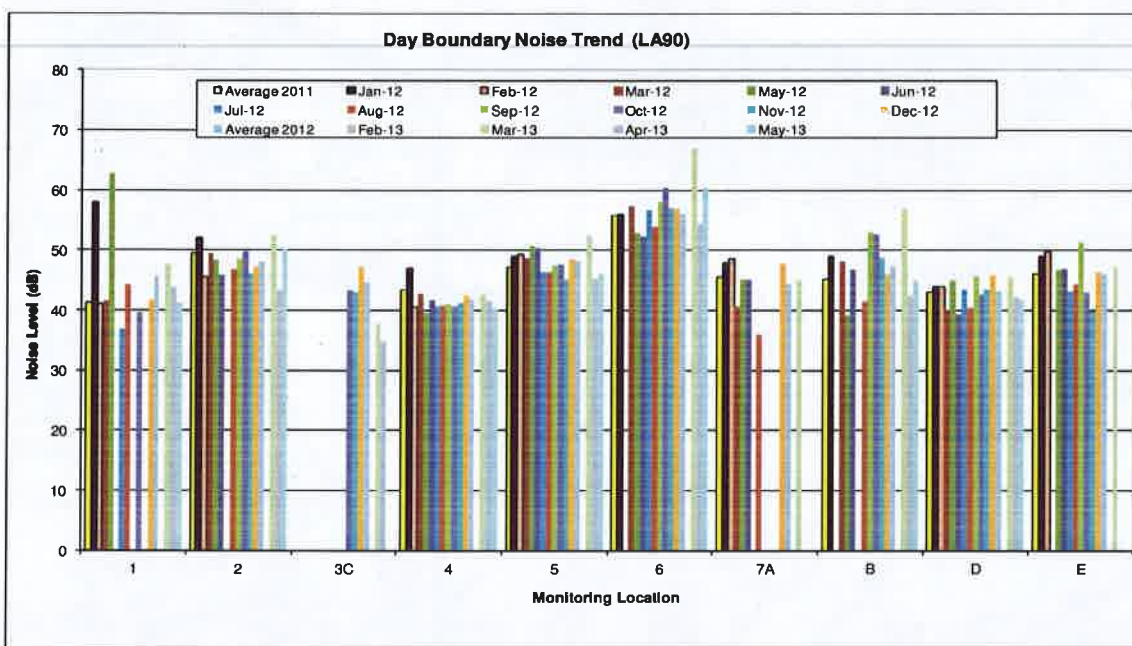 Day Boundary Noise Trend (LA90)
80
70
60
50
40
30
20
10
0
Noise Level (dB)
Average 2011 Jan-12 Feb-12 Mar-12 May-12 Jun-12
Jul-12 Aug-12 Sep-12 Oct-12 Nov-12 Dec-12
Average 2012 Feb-13 Mar-13 Apr-13 May-13
1 2 3C 4 5 6 7A B D E
Monitoring Location